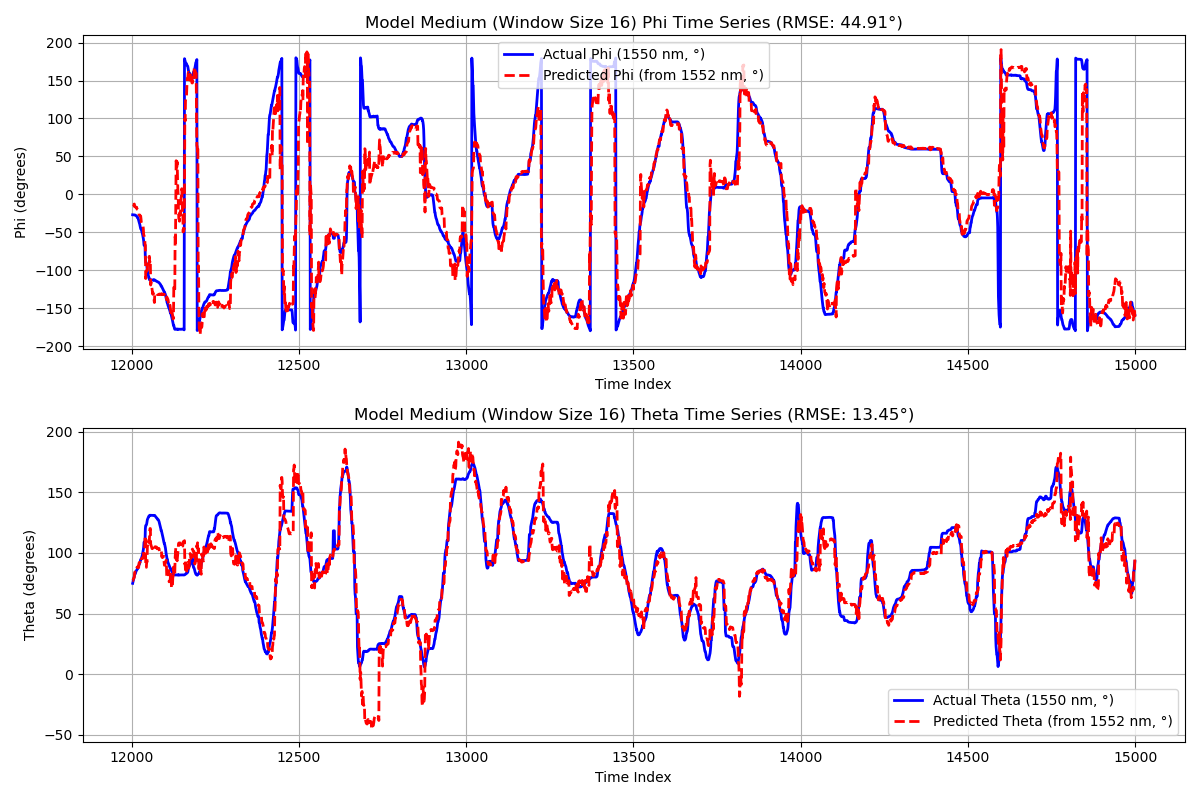 Model Medium (Window Size 16) Phi Time Series (RMSE: 44.91°)
Phi (degrees)
200
150
100
50
0
−50
−100
−150
−200
Actual Phi (1550 nm, °)
Predicted Phi (from 1552 nm, °)
12000 12500 13000 13500 14000 14500 15000
Time Index
Model Medium (Window Size 16) Theta Time Series (RMSE: 13.45°)
Theta (degrees)
200
150
100
50
0
−50
Actual Theta (1550 nm, °)
Predicted Theta (from 1552 nm, °)
12000 12500 13000 13500 14000 14500 15000
Time Index